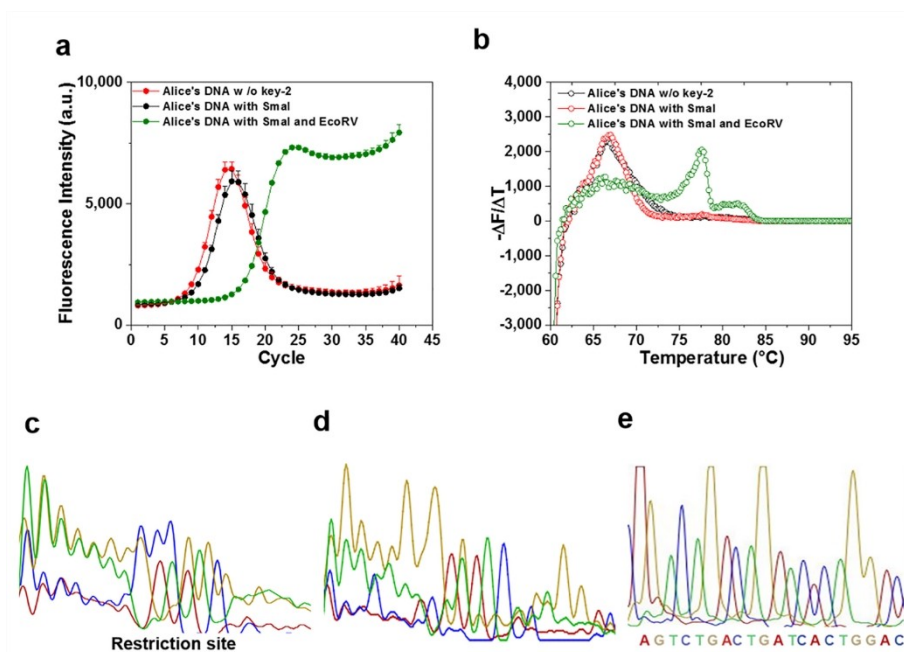 a
10,000
5,000
0
Fluorescence Intensity (a.u.)
Alice's DNA w /o key-2
Alice's DNA with SmaI
Alice's DNA with SmaI and EcoRV
0 5 10 15 20 25 30 35 40 45
Cycle
b
3,000
2,000
1,000
0
-1,000
-2,000
-3,000
-ΔF/ΔT
Alice's DNA w/o key-2
Alice's DNA with SmaI
Alice's DNA with SmaI and EcoRV
60 65 70 75 80 85 90 95
Temperature (°C)
c
Restriction site
d
e
AGTCTGACTGATCACTGGAC